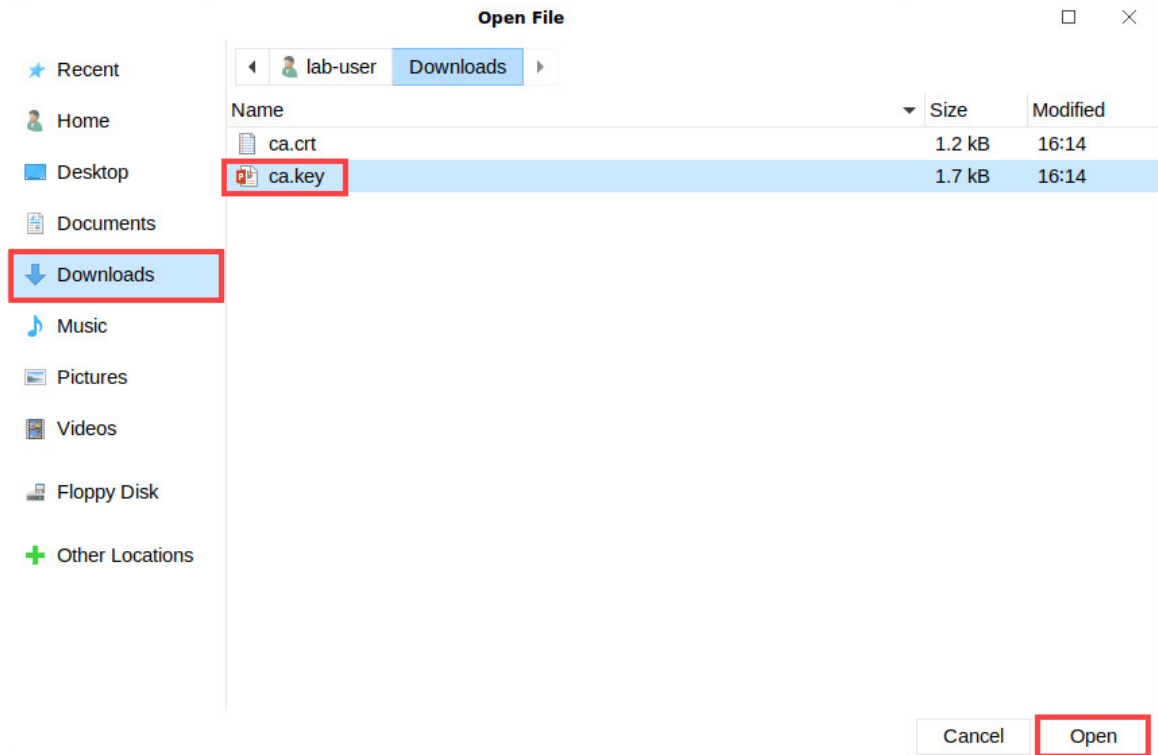 Open File
Recent
Home
Desktop
Documents
Downloads
Music
Pictures
Videos
Floppy Disk
Other Locations
lab-user Downloads
Name Size Modified
ca.crt 1.2 kB 16:14
ca.key 1.7 kB 16:14
Cancel Open